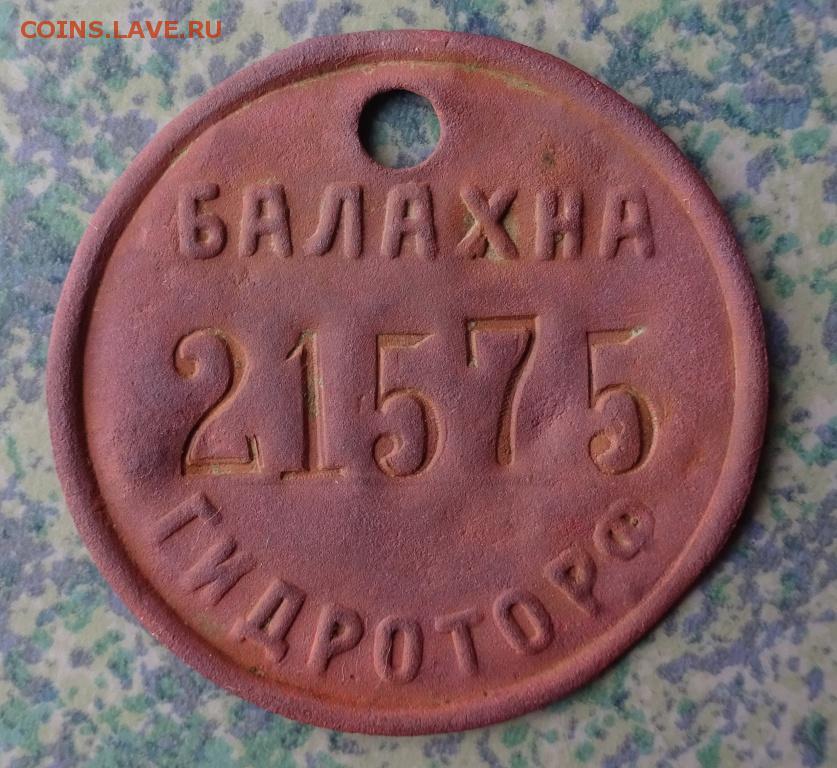 COINS.LAVE.RU
БАЛАХНА
21575
ГИДРОТОРФ